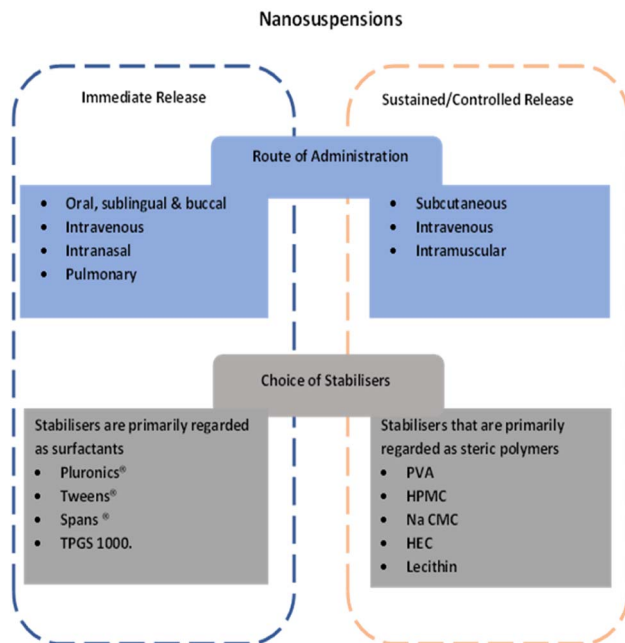 Nanosuspensions
Immediate Release
Sustained/Controlled Release
Route of Administration
• Oral, sublingual & buccal
• Intravenous
• Intranasal
• Pulmonary
• Subcutaneous
• Intravenous
• Intramuscular
Choice of Stabilisers
Stabilisers are primarily regarded
as surfactants
• Pluronics®
• Tweens®
• Spans ®
• TPGS 1000.
Stabilisers that are primarily
regarded as steric polymers
• PVA
• HPMC
• Na CMC
• HEC
• Lecithin